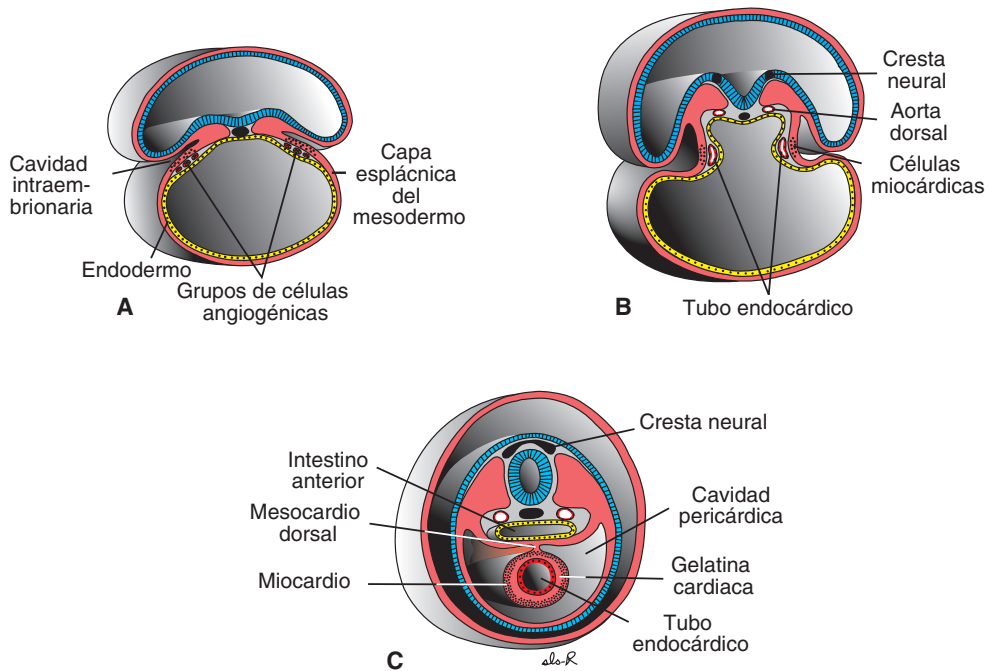 Cavidad
intraem-
brionaria
Endodermo
Grupos de células
angiogénicas
Capa
esplácnica
del
mesodermo
A
Cresta
neural
Aorta
dorsal
Células
miocárdicas
Tubo endocárdico
B
Cresta neural
Intestino
anterior
Mesocardio
dorsal
Miocardio
Cavidad
pericárdica
Gelatina
cardiaca
Tubo
endocárdico
C